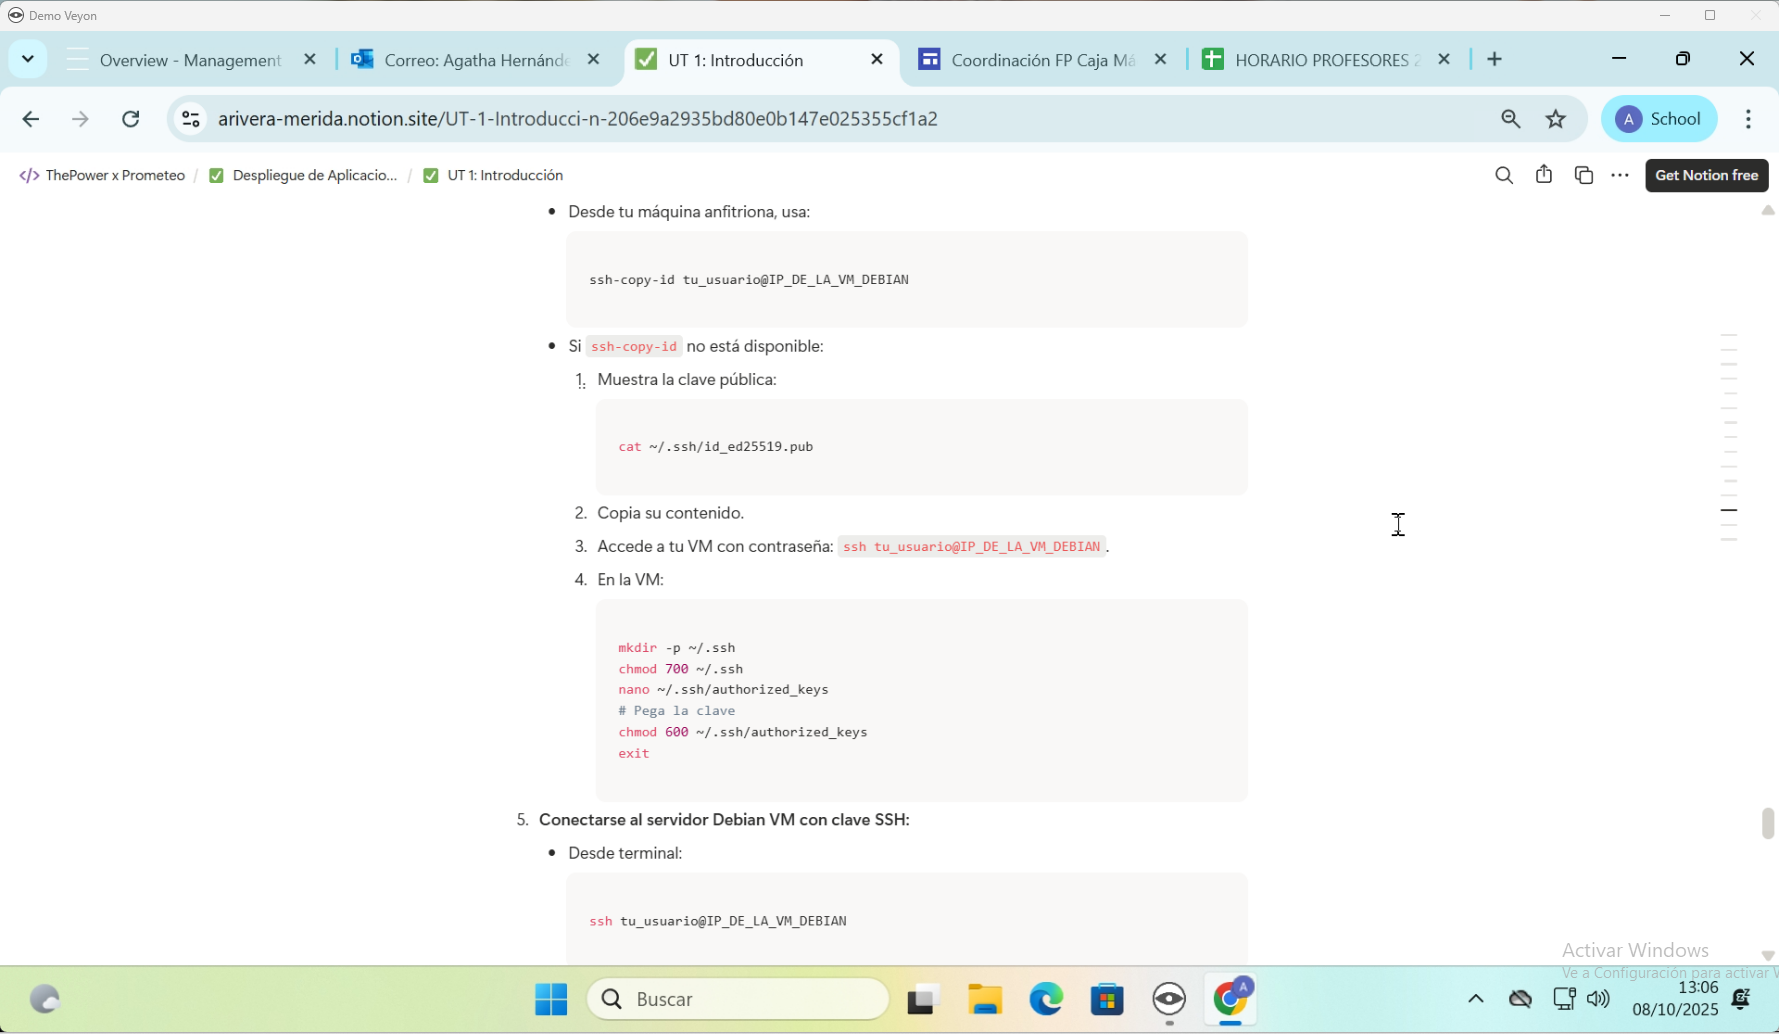 Demo Veyon
Overview - Management
Correo: Agatha Hernánde
UT 1: Introducción
Coordinación FP Caja Má
HORARIO PROFESORES 2
arivera-merida.notion.site/UT-1-Introducci-n-206e9a2935bd80e0b147e025355cf1a2
A School
</> ThePower x Prometeo / Despliegue de Aplicacio... / UT 1: Introducción
Get Notion free
• Desde tu máquina anfitriona, usa:
ssh-copy-id tu_usuario@IP_DE_LA_VM_DEBIAN
• Si ssh-copy-id no está disponible:
1. Muestra la clave pública:
cat ~/.ssh/id_ed25519.pub
2. Copia su contenido.
3. Accede a tu VM con contraseña: ssh tu_usuario@IP_DE_LA_VM_DEBIAN .
4. En la VM:
mkdir -p ~/.ssh
chmod 700 ~/.ssh
nano ~/.ssh/authorized_keys
# Pega la clave
chmod 600 ~/.ssh/authorized_keys
exit
5. Conectarse al servidor Debian VM con clave SSH:
• Desde terminal:
ssh tu_usuario@IP_DE_LA_VM_DEBIAN
Activar Windows
Ve a Configuración para activar
Buscar
A
13:06
08/10/2025